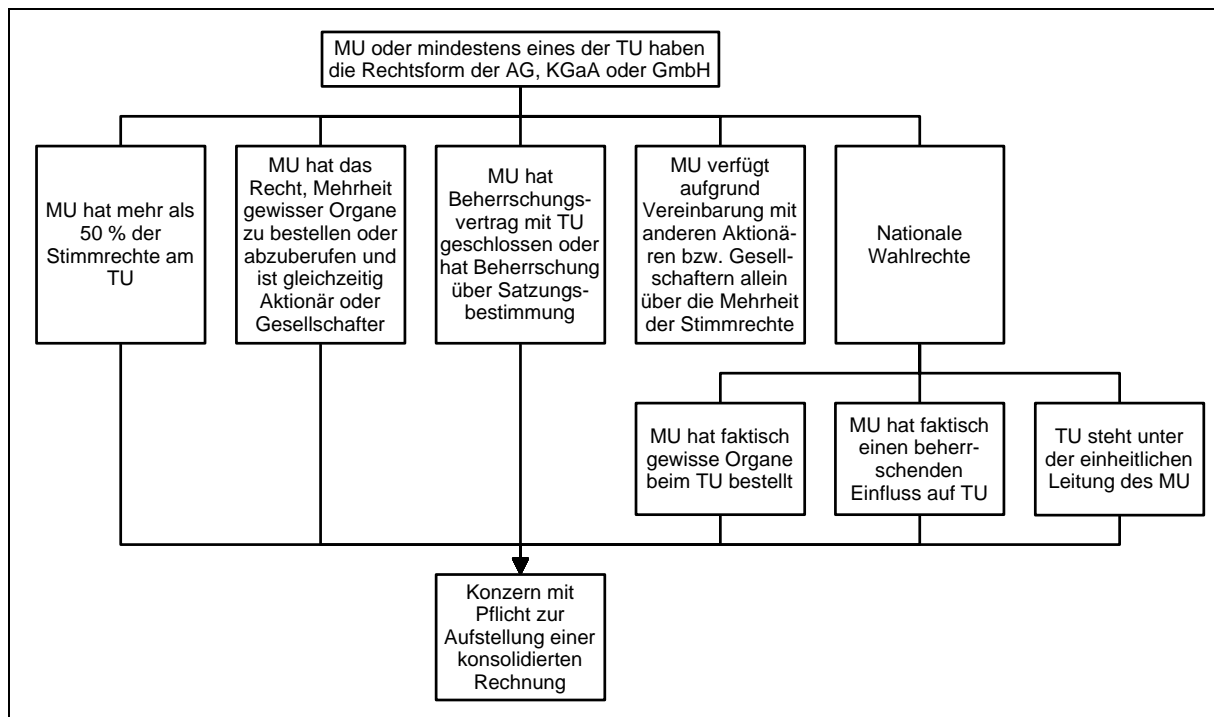 MU oder mindestens eines der TU haben
die Rechtsform der AG, KGaA oder GmbH
MU hat mehr als
50 % der
Stimmrechte am
TU
MU hat das
Recht, Mehrheit
gewisser Organe
zu bestellen oder
abzuberufen und
ist gleichzeitig
Aktionär oder
Gesellschafter
MU hat
Beherrschungs-
vertrag mit TU
geschlossen oder
hat Beherrschung
über Satzungs-
bestimmung
MU verfügt
aufgrund
Vereinbarung mit
anderen Aktionä-
ren bzw. Gesell-
schaftern allein
über die Mehrheit
der Stimmrechte
Nationale
Wahlrechte
MU hat faktisch
gewisse Organe
beim TU bestellt
MU hat faktisch
einen beherr-
schenden
Einfluss auf TU
TU steht unter
der einheitlichen
Leitung des MU
Konzern mit
Pflicht zur
Aufstellung einer
konsolidierten
Rechnung